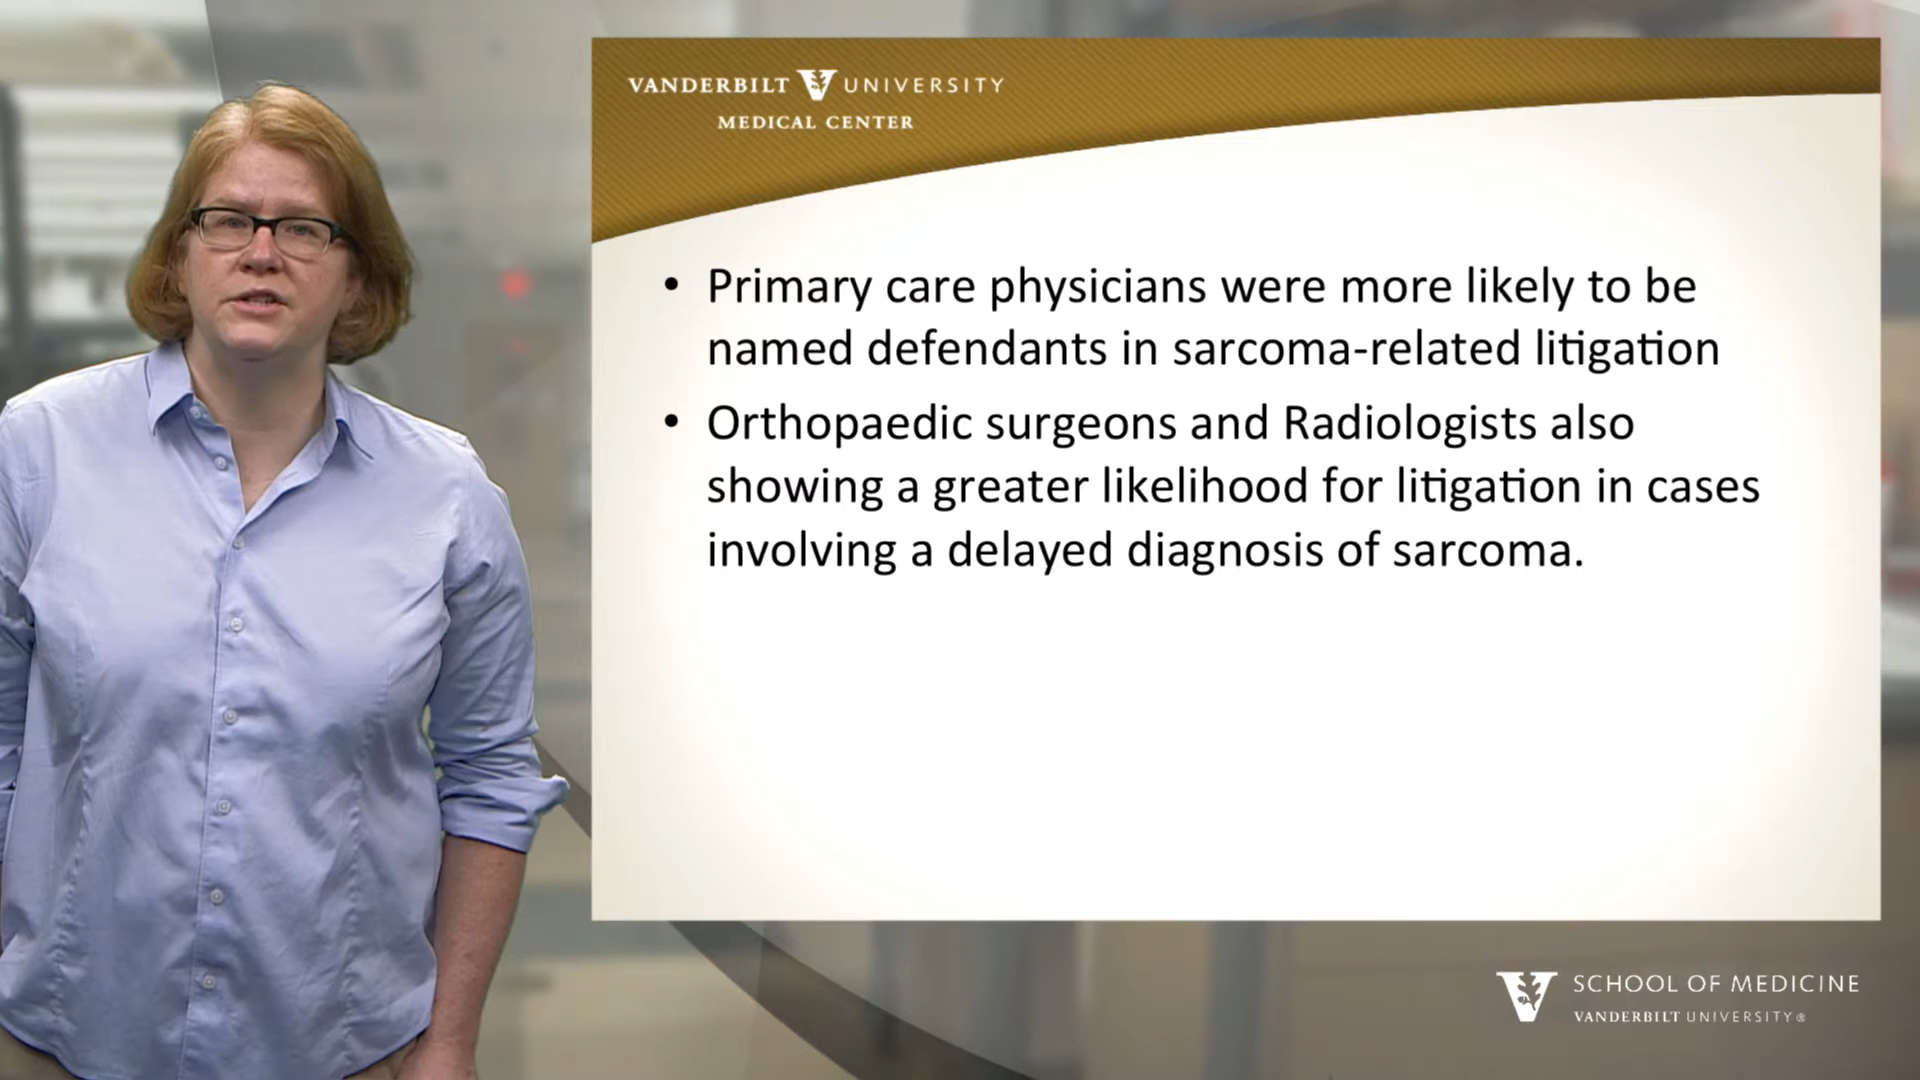 VANDERBILT UNIVERSITY
MEDICAL CENTER
• Primary care physicians were more likely to be
named defendants in sarcoma-related litigation
• Orthopaedic surgeons and Radiologists also
showing a greater likelihood for litigation in cases
involving a delayed diagnosis of sarcoma.
SCHOOL OF MEDICINE
VANDERBILT UNIVERSITY®